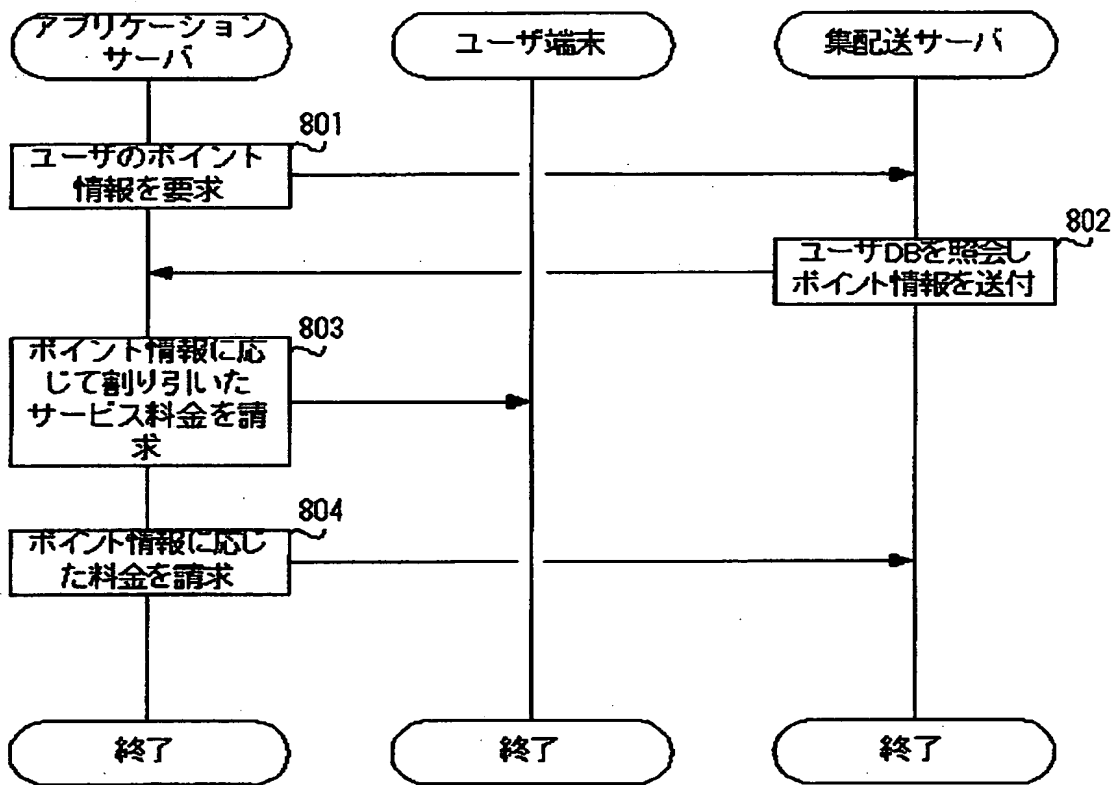 アプリケーション
サーバ
ユーザ端末
集配送サーバ
801
ユーザのポイント
情報を要求
802
ユーザDBを照会し
ポイント情報を送付
803
ポイント情報に応
じて割り引いた
サービス料金を請
求
804
ポイント情報に応じ
た料金を請求
終了
終了
終了